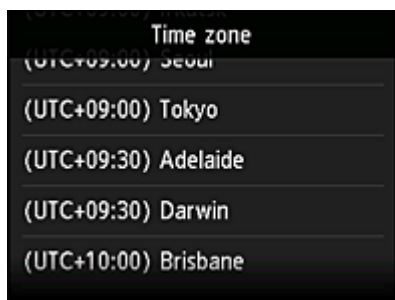 Time zone
(UTC+09:00) Seoul
(UTC+09:00) Tokyo
(UTC+09:30) Adelaide
(UTC+09:30) Darwin
(UTC+10:00) Brisbane